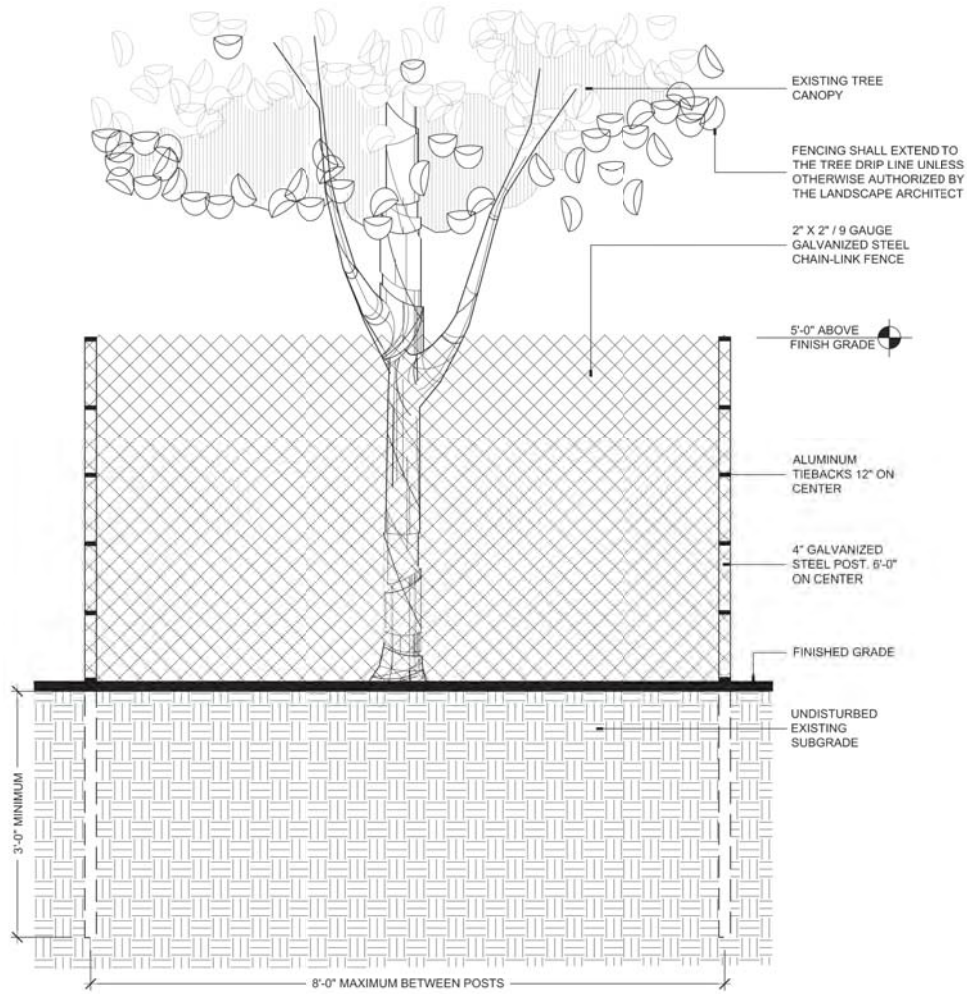 EXISTING TREE
CANOPY
FENCING SHALL EXTEND TO
THE TREE DRIP LINE UNLESS
OTHERWISE AUTHORIZED BY
THE LANDSCAPE ARCHITECT
2" X 2" / 9 GAUGE
GALVANIZED STEEL
CHAIN-LINK FENCE
5'-0" ABOVE
FINISH GRADE
ALUMINUM
TIEBACKS 12" ON
CENTER
4" GALVANIZED
STEEL POST. 6'-0"
ON CENTER
FINISHED GRADE
UNDISTURBED
EXISTING
SUBGRADE
3'-0" MINIMUM
8'-0" MAXIMUM BETWEEN POSTS